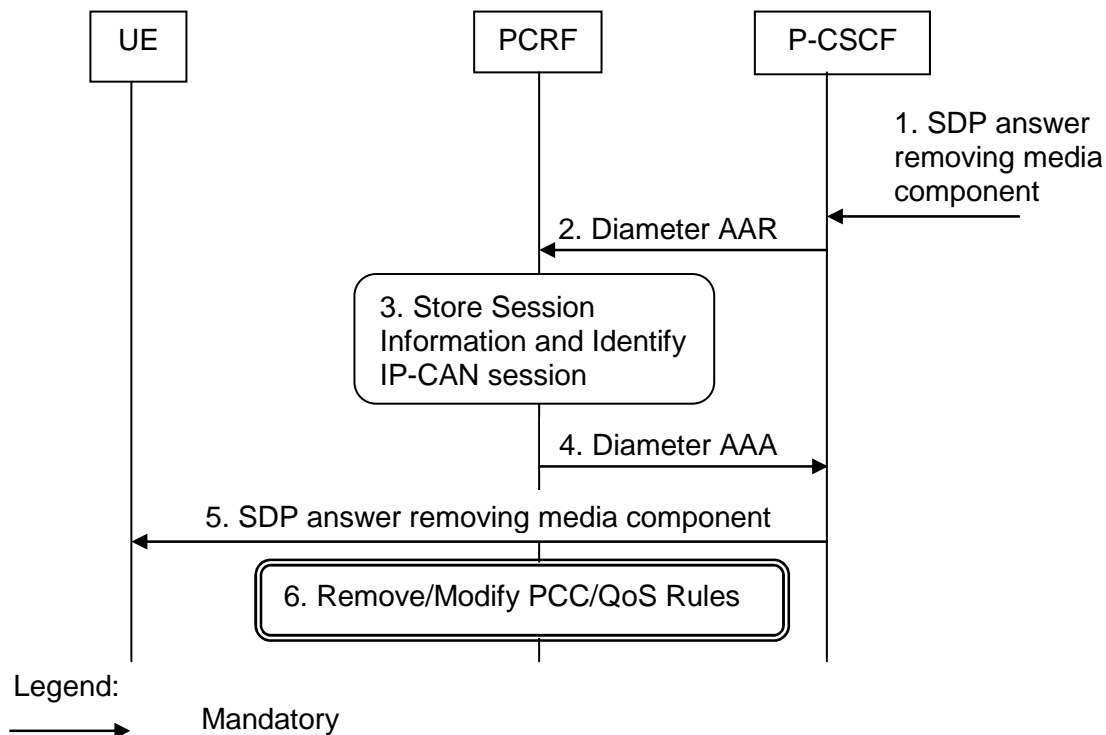 UE
PCRF
P-CSCF
1. SDP answer
removing media
component
2. Diameter AAR
3. Store Session
Information and Identify
IP-CAN session
4. Diameter AAA
5. SDP answer removing media component
6. Remove/Modify PCC/QoS Rules
Legend:
Mandatory